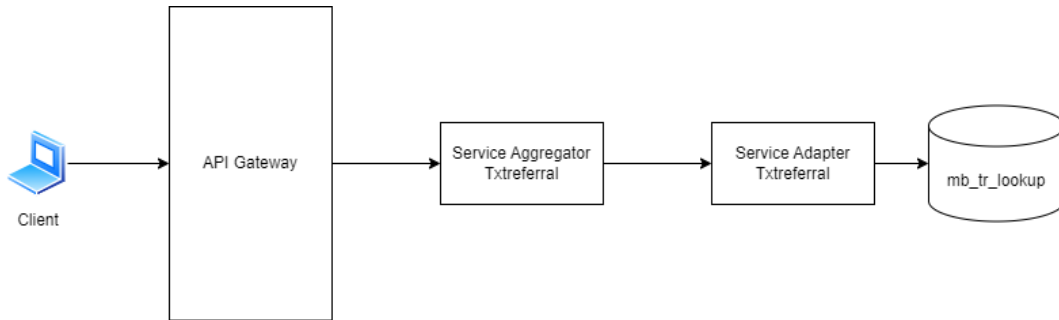 Client
API Gateway
Service Aggregator
Txtreferral
Service Adapter
Txtreferral
mb_tr_lookup